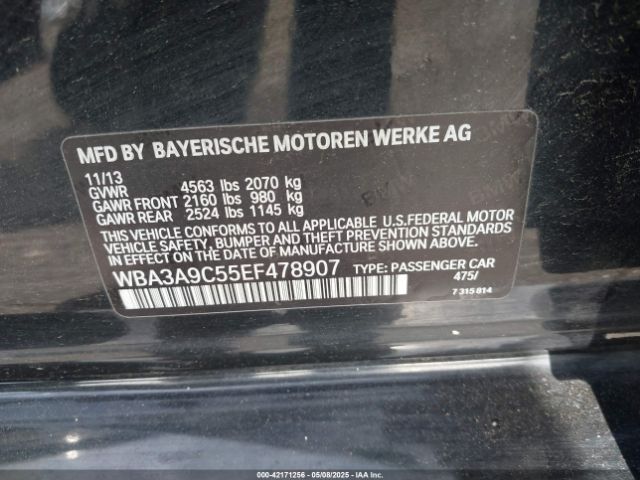 MFD BY BAYERISCHE MOTOREN WERKE AG
11/13
GVWR 4563 lbs 2070 kg
GAWR FRONT 2160 lbs 980 kg
GAWR REAR 2524 lbs 1145 kg
THIS VEHICLE CONFORMS TO ALL APPLICABLE U.S.FEDERAL MOTOR
VEHICLE SAFETY, BUMPER AND THEFT PREVENTION STANDARDS
IN EFFECT ON THE DATE OF MANUFACTURE SHOWN ABOVE.
WBA3A9C55EF478907 TYPE: PASSENGER CAR
475/
7 315 814
000-42171256 - 05/08/2025 - IAA Inc.